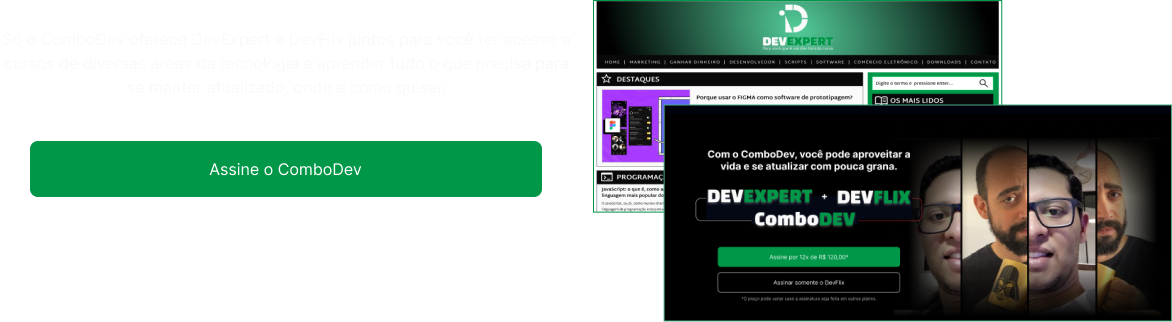 Só o ComboDev oferece DevExpert e DevFlix juntos para você ter acesso a
cursos de diversas áreas de tecnologia e aprender tudo o que precisa para
se manter atualizado, onde e como quiser.
Assine o ComboDev
DEVEXPERT
HOME | MARKETING | GANHAR DINHEIRO | DESENVOLVEDOR | SCRIPTS | SOFTWARE | COMÉRCIO ELETRÔNICO | DOWNLOADS | CONTATO
DESTAQUES
Digite o termo e pressione enter...
Porque usar o FIGMA como software de prototipagem?
OS MAIS LIDOS
PROGRAMAÇ
JavaScript: o que é, como a
linguagem mais popular do
Com o ComboDev, você pode aproveitar a
vida e se atualizar com pouca grana.
DEVEXPERT + DEVFLIX
ComboDEV
Assine por 12x de R$ 120,00*
Assinar somente o DevFlix
*O preço pode variar caso a assinatura seja feita em outros planos.